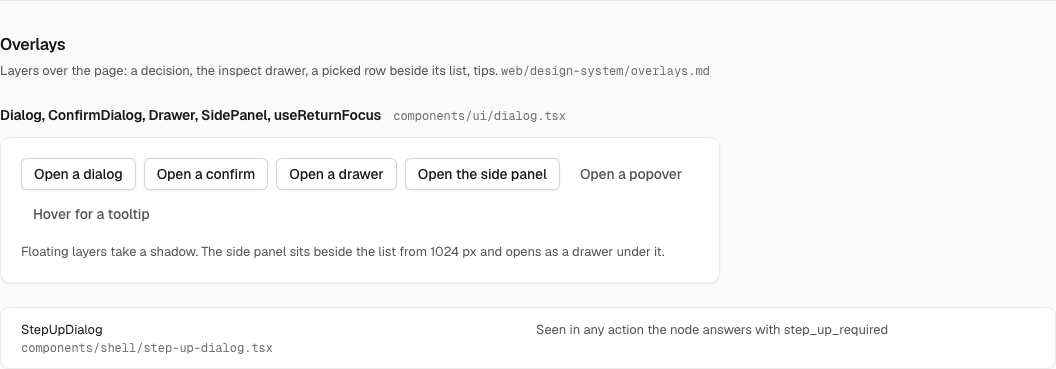 Overlays
Layers over the page: a decision, the inspect drawer, a picked row beside its list, tips. web/design-system/overlays.md
Dialog, ConfirmDialog, Drawer, SidePanel, useReturnFocus components/ui/dialog.tsx
Open a dialog Open a confirm Open a drawer Open the side panel Open a popover
Hover for a tooltip
Floating layers take a shadow. The side panel sits beside the list from 1024 px and opens as a drawer under it.
StepUpDialog Seen in any action the node answers with step_up_required
components/shell/step-up-dialog.tsx